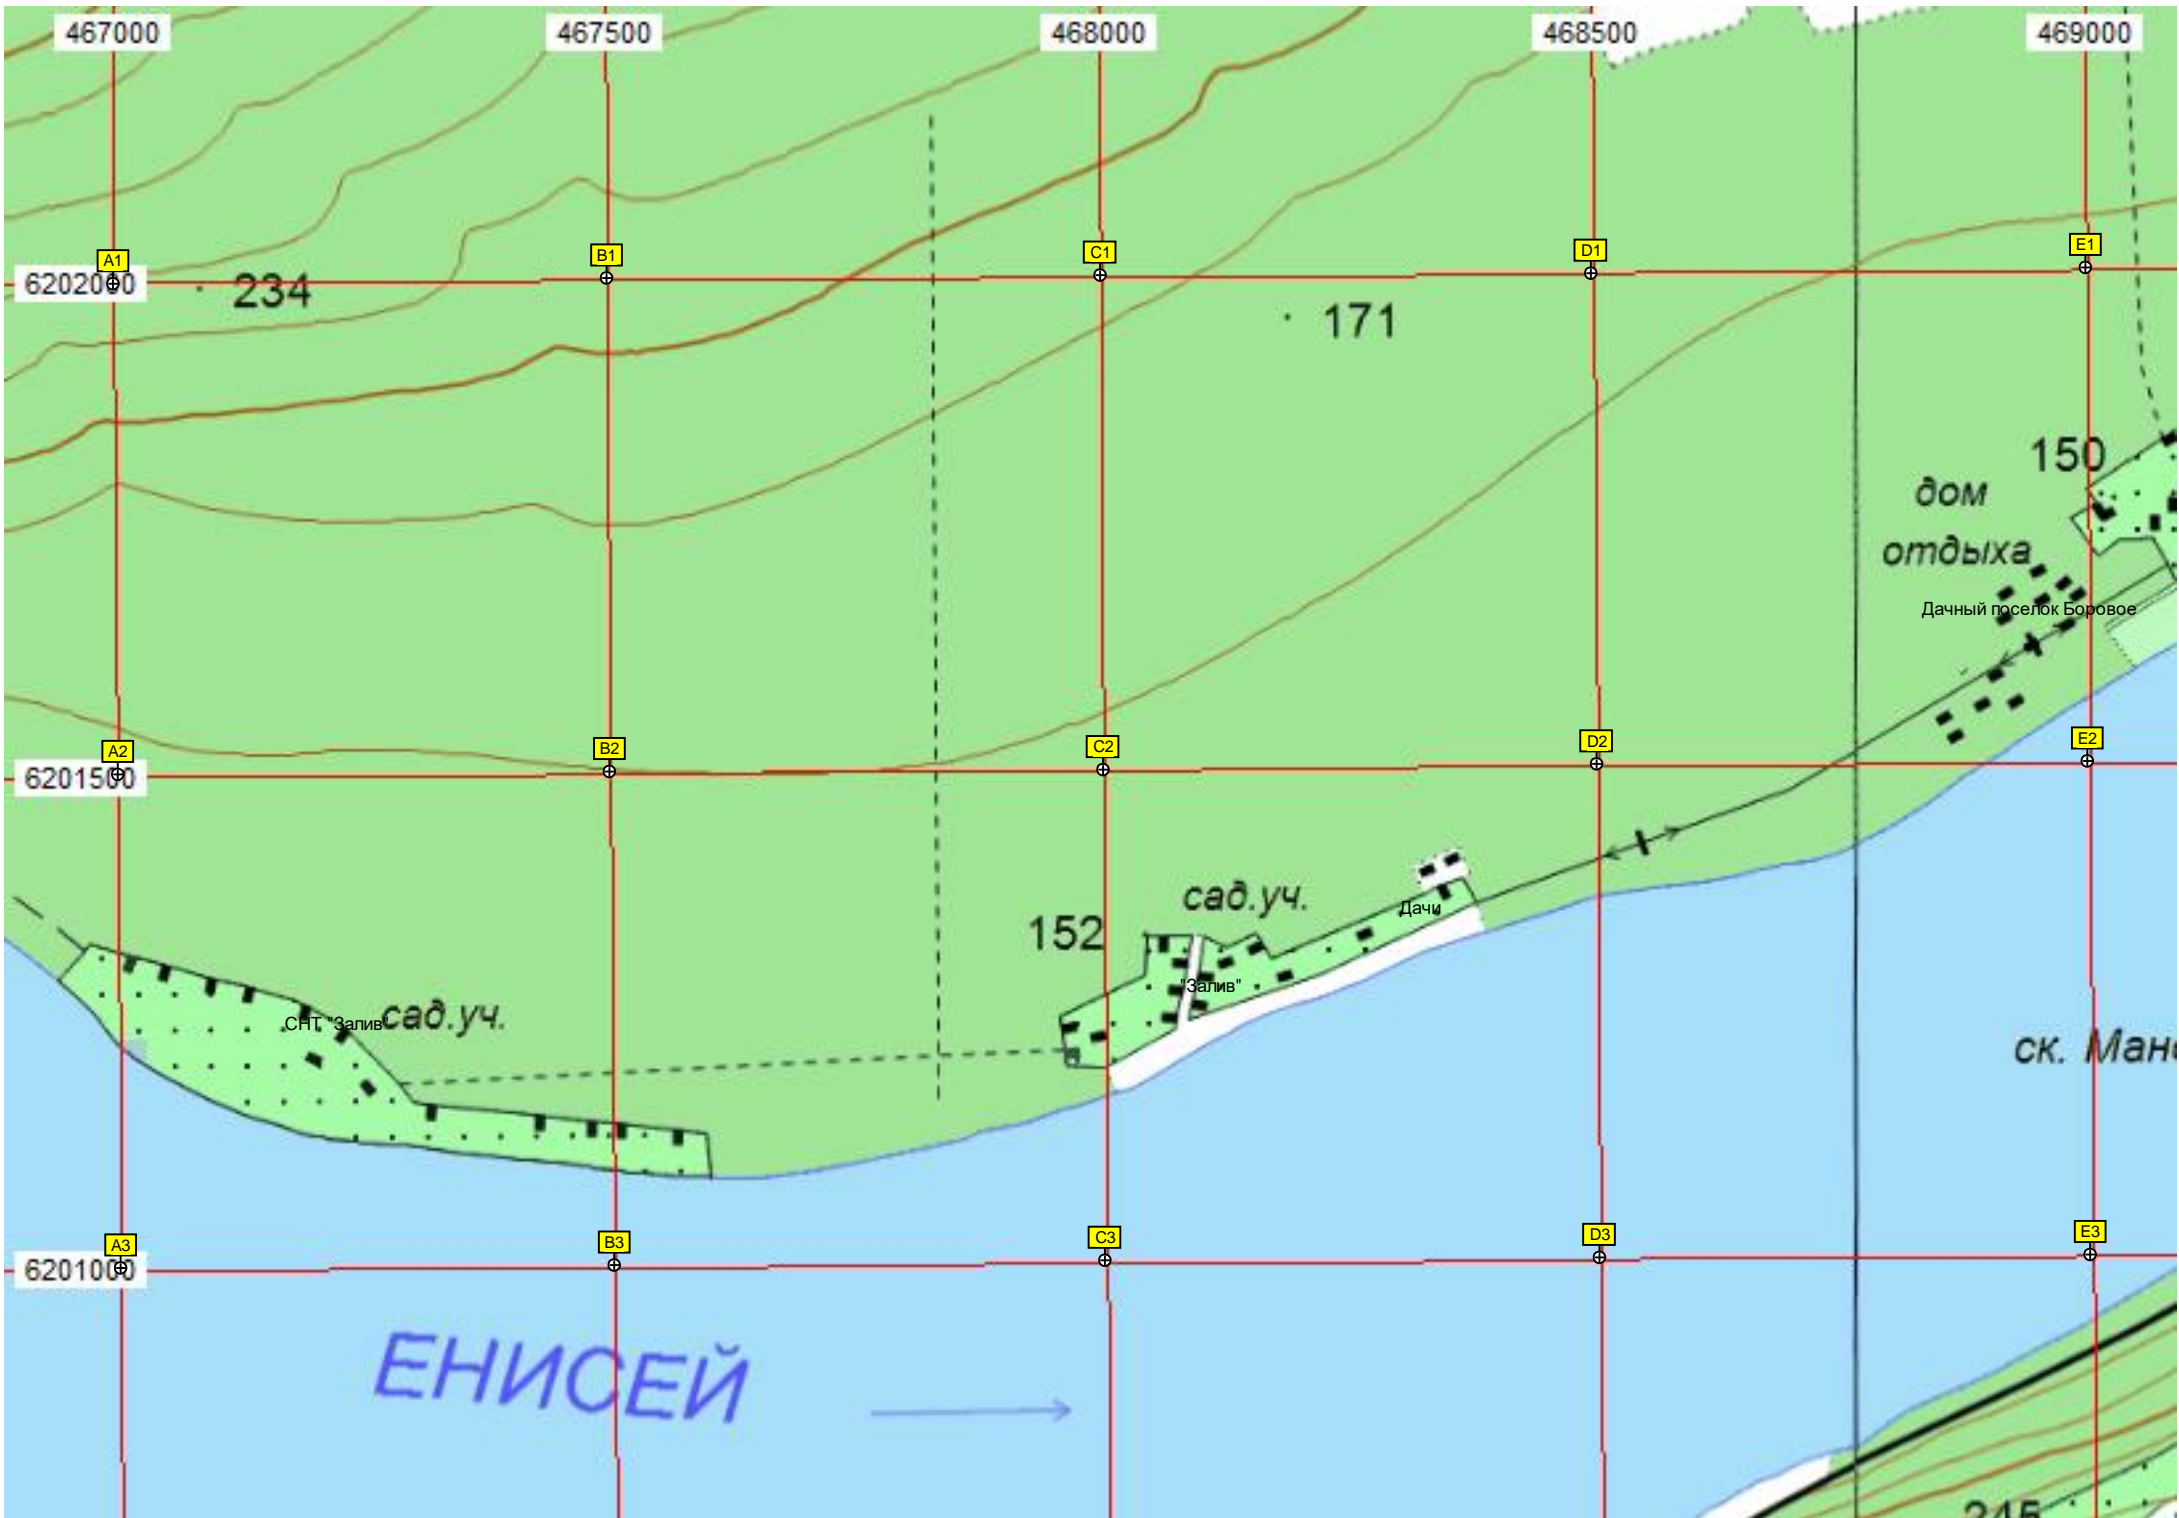 467000 467500 468000 468500 469000
A1 B1 C1 D1 E1
6202000
234
171
150
дом
отдыха
Дачный поселок Боровое
A2 B2 C2 D2 E2
6201500
сад.уч.
Дачи
152
"Залив"
СНТ "Залив"
сад.уч.
ск. Ман
A3 B3 C3 D3 E3
6201000
ЕНИСЕЙ